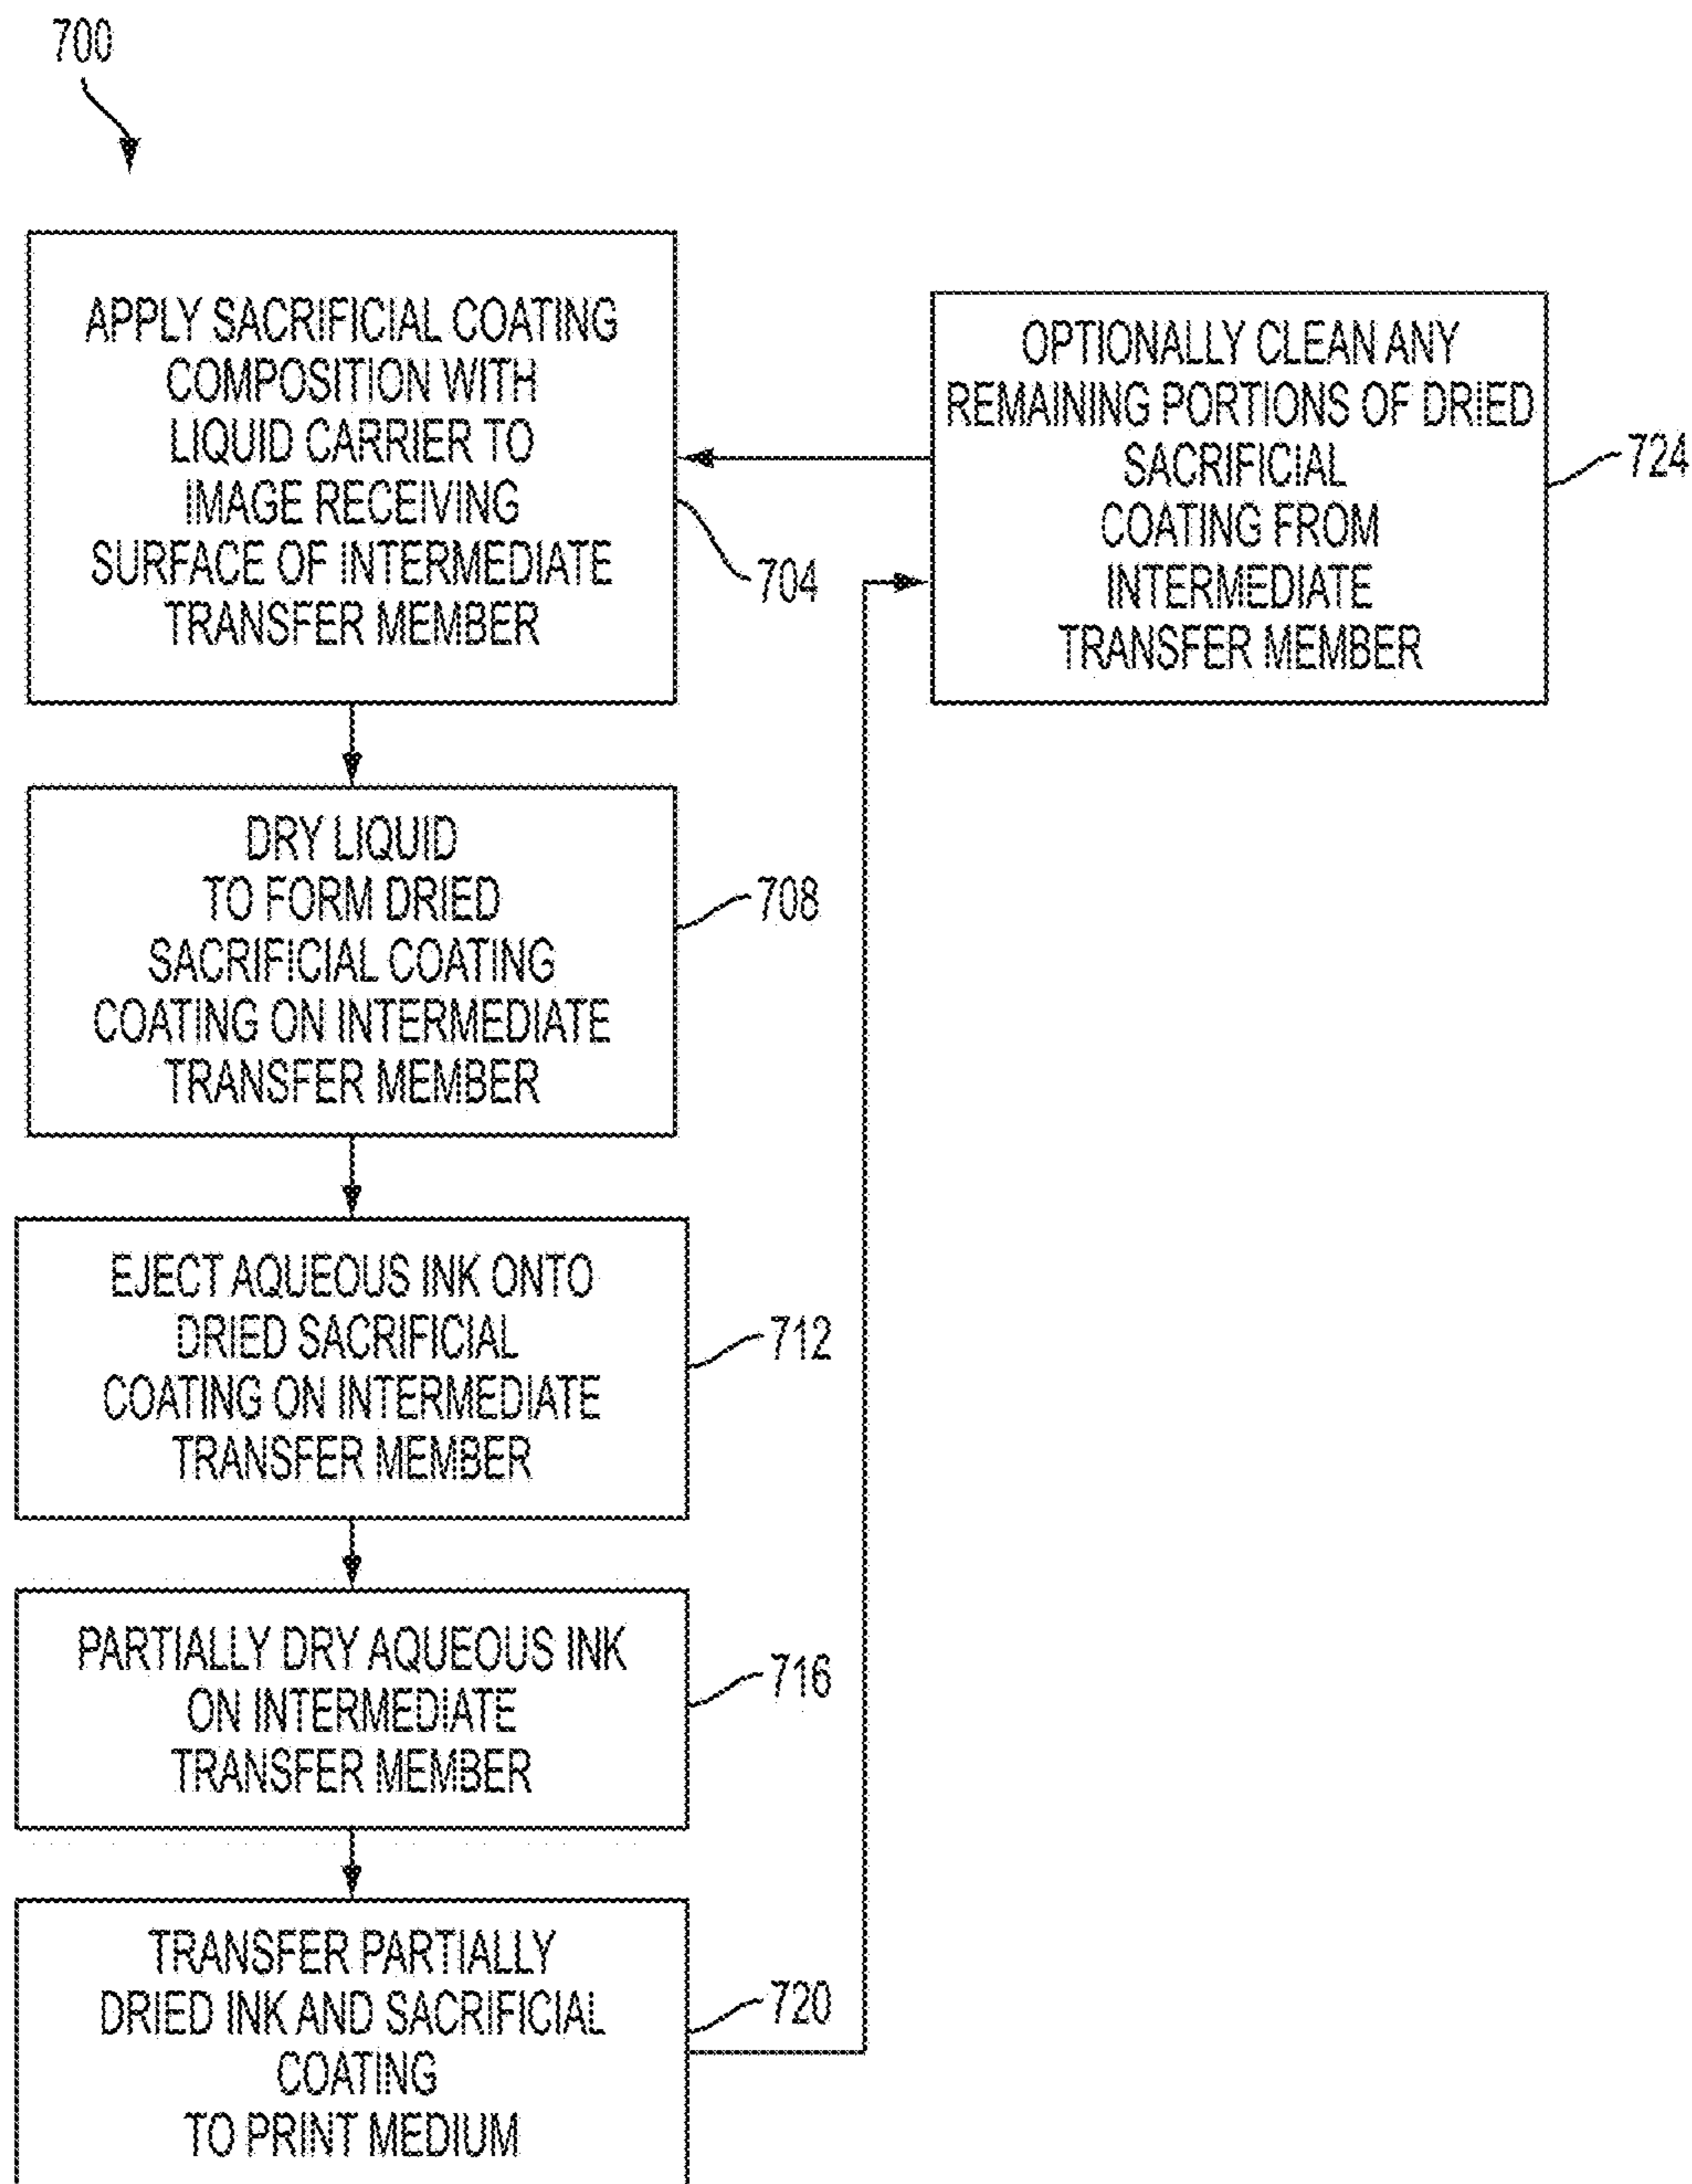 700
APPLY SACRIFICIAL COATING
COMPOSITION WITH
LIQUID CARRIER TO
IMAGE RECEIVING
SURFACE OF INTERMEDIATE
TRANSFER MEMBER
704
OPTIONALLY CLEAN ANY
REMAINING PORTIONS OF DRIED
SACRIFICIAL
COATING FROM
INTERMEDIATE
TRANSFER MEMBER
724
DRY LIQUID
TO FORM DRIED
SACRIFICIAL COATING
COATING ON INTERMEDIATE
TRANSFER MEMBER
708
EJECT AQUEOUS INK ONTO
DRIED SACRIFICIAL
COATING ON INTERMEDIATE
TRANSFER MEMBER
712
PARTIALLY DRY AQUEOUS INK
ON INTERMEDIATE
TRANSFER MEMBER
716
TRANSFER PARTIALLY
DRIED INK AND SACRIFICIAL
COATING
TO PRINT MEDIUM
720